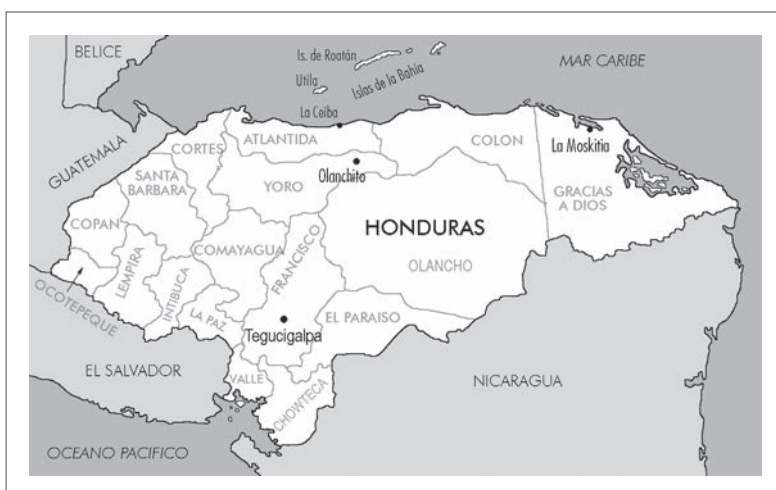 BELICE
Is. de Roatán
MAR CARIBE
Utila
Islas de la Bahía
La Ceiba
GUATEMALA
CORTES
ATLANTIDA
COLON
La Moskitia
Olanchito
SANTA
BARBARA
YORO
GRACIAS
A DIOS
COPAN
HONDURAS
COMAYAGUA
FRANCISCO
OLANCHO
LEMPIRA
INTIBUCA
OCOTEPEQUE
LA PAZ
EL PARAISO
Tegucigalpa
EL SALVADOR
VALLE
NICARAGUA
CHOWTECA
OCEANO PACIFICO